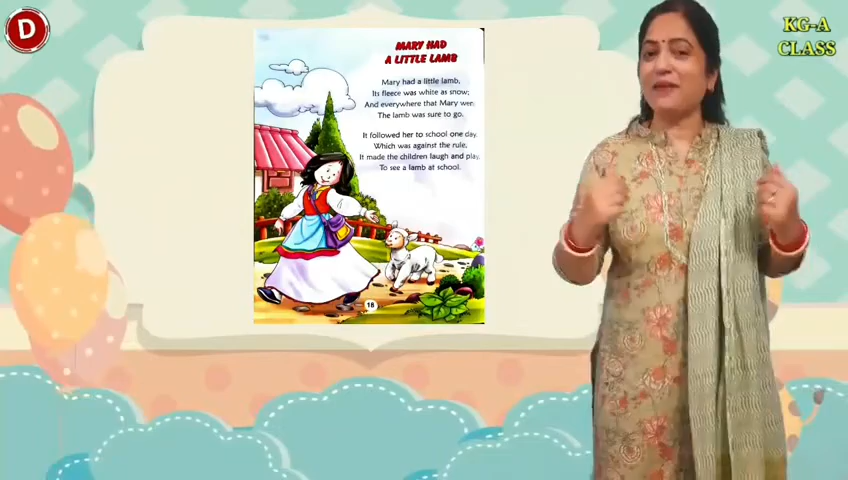 D
KG-A
CLASS
MARY HAD
A LITTLE LAMB
Mary had a little lamb,
Its fleece was white as snow;
And everywhere that Mary wen
The lamb was sure to go.
It followed her to school one day.
Which was against the rule,
It made the children laugh and play,
To see a lamb at school.
18